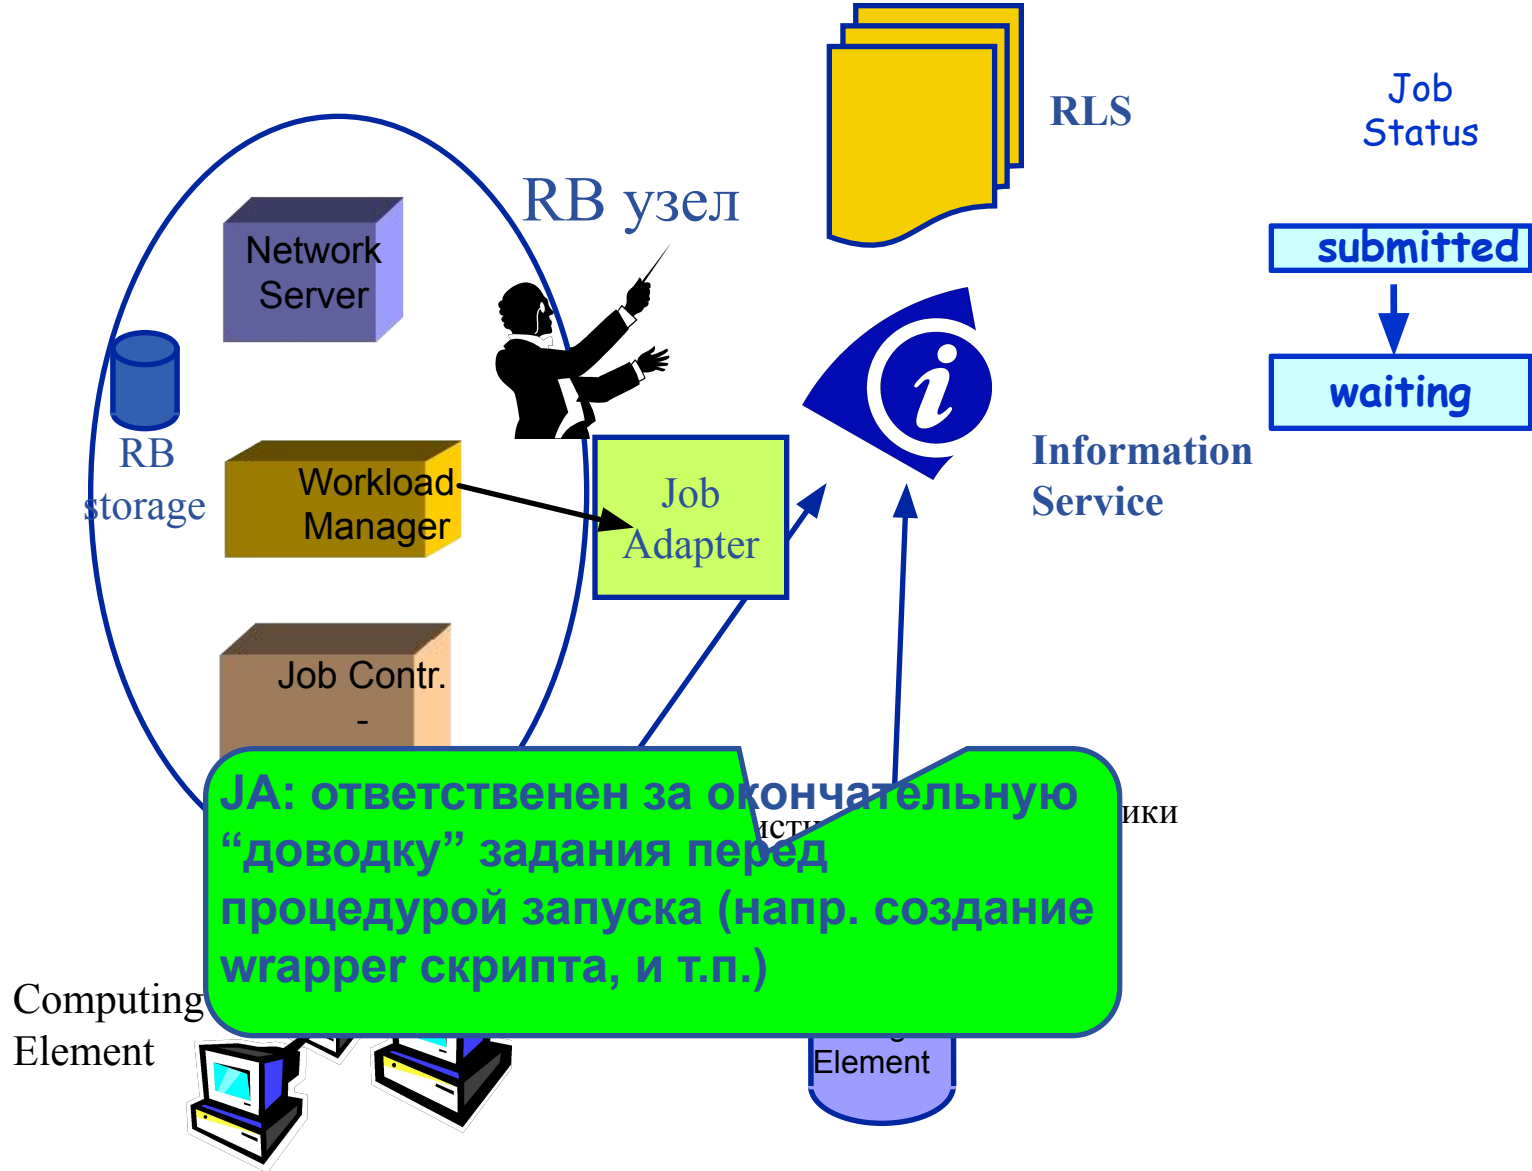 RLS
Job
Status
RB узел
submitted
Network
Server
waiting
RB
storage
Information
Service
Workload
Manager
Job
Adapter
Job Contr.
-
JA: ответственен за окончательную
“доводку” задания перед
процедурой запуска (напр. создание
wrapper скрипта, и т.п.)
Computing
Element
Element